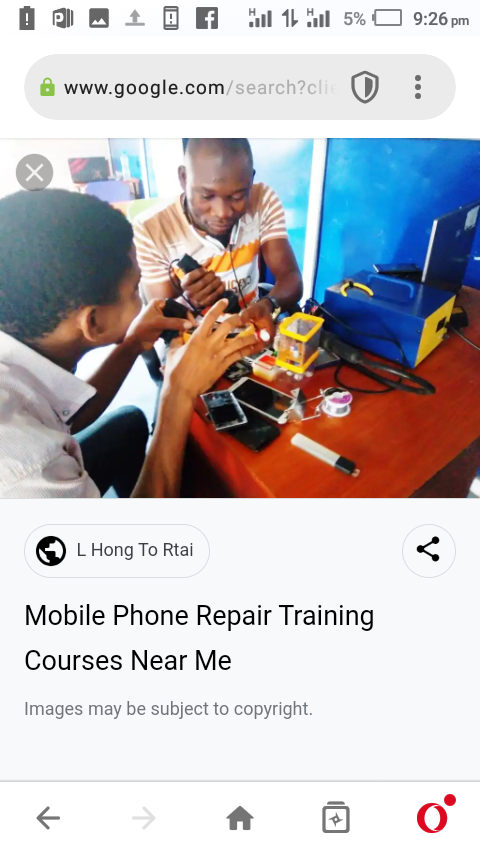 H H 5% 9:26 pm
www.google.com/search?clie
L Hong To Rtai
Mobile Phone Repair Training
Courses Near Me
Images may be subject to copyright.